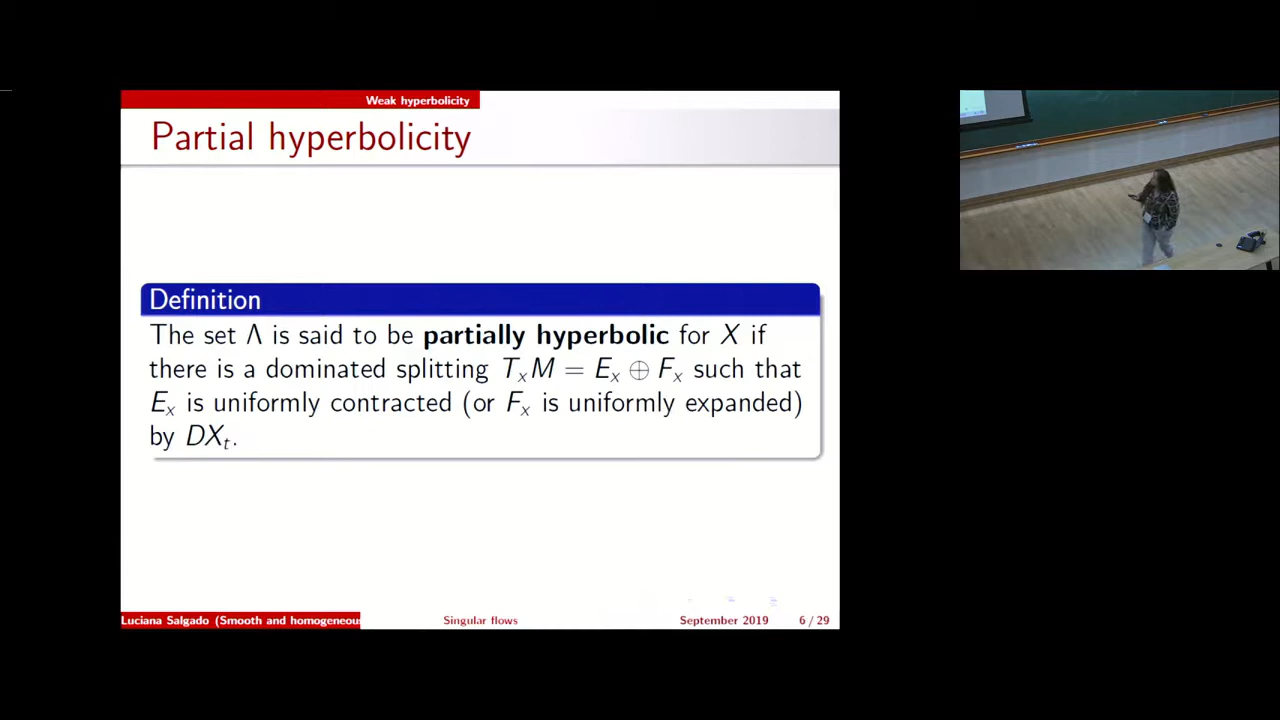 Weak hyperbolicity
Partial hyperbolicity
Definition
The set Λ is said to be partially hyperbolic for X if
there is a dominated splitting TₓM = Eₓ ⊕ Fₓ such that
Eₓ is uniformly contracted (or Fₓ is uniformly expanded)
by DXₜ.
Luciana Salgado (Smooth and homogeneous
Singular flows
September 2019
6 / 29